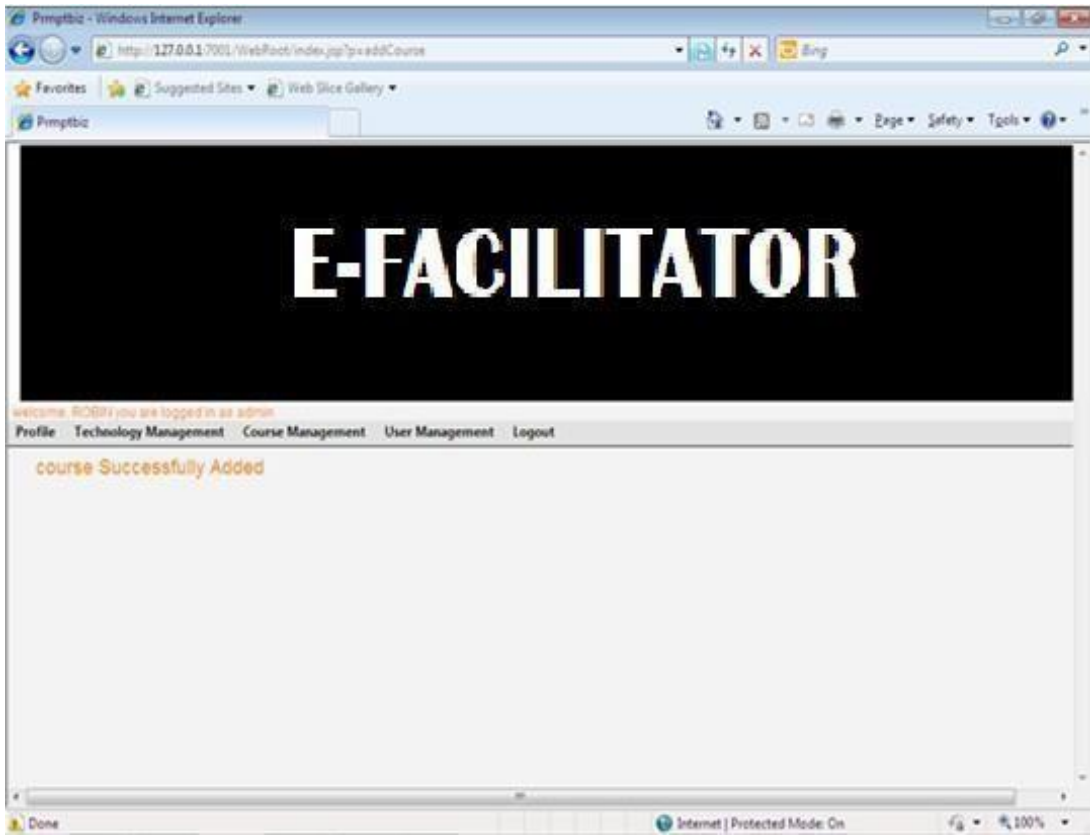 Prmptbiz - Windows Internet Explorer
http://127.0.0.1:7001/WebRoot/index.jsp?p=addCourse
Bing
Favorites Suggested Sites Web Slice Gallery
Prmptbiz
Page Safety Tools
E-FACILITATOR
welcome, ROBIN you are logged in as admin
Profile Technology Management Course Management User Management Logout
course Successfully Added
Done
Internet | Protected Mode: On
100%